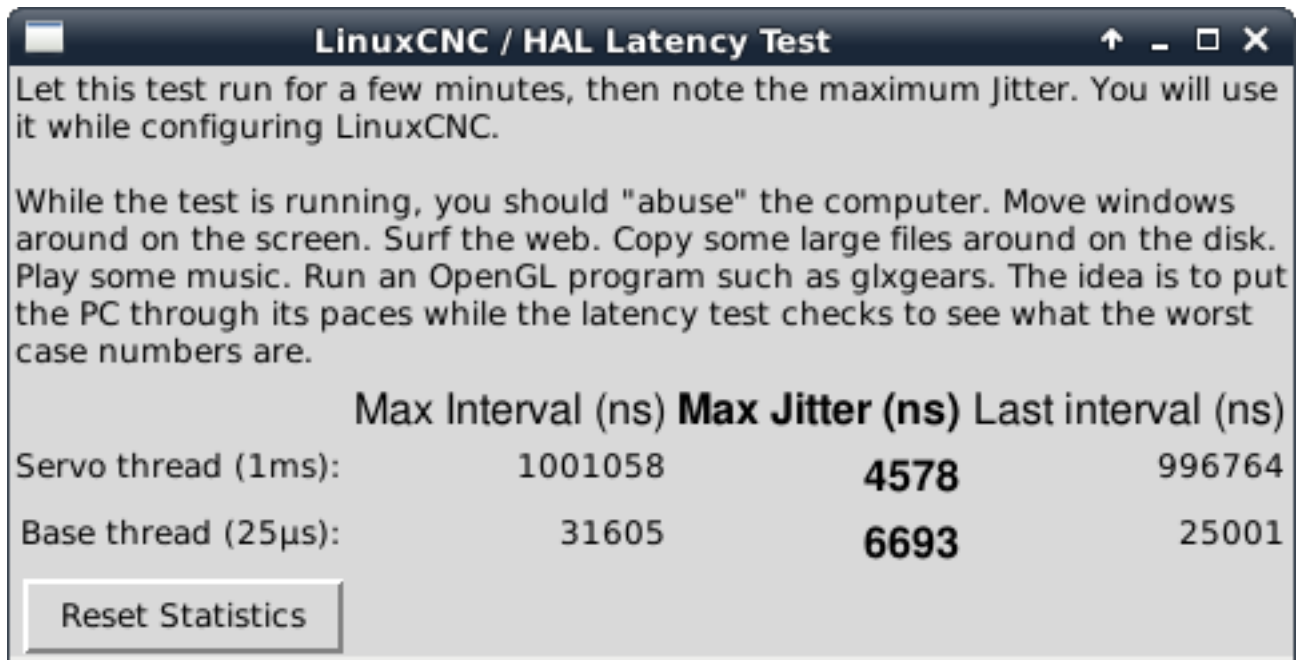 LinuxCNC / HAL Latency Test
Let this test run for a few minutes, then note the maximum Jitter. You will use
it while configuring LinuxCNC.
While the test is running, you should "abuse" the computer. Move windows
around on the screen. Surf the web. Copy some large files around on the disk.
Play some music. Run an OpenGL program such as glxgears. The idea is to put
the PC through its paces while the latency test checks to see what the worst
case numbers are.
Max Interval (ns) Max Jitter (ns) Last interval (ns)
Servo thread (1ms): 1001058 4578 996764
Base thread (25µs): 31605 6693 25001
Reset Statistics